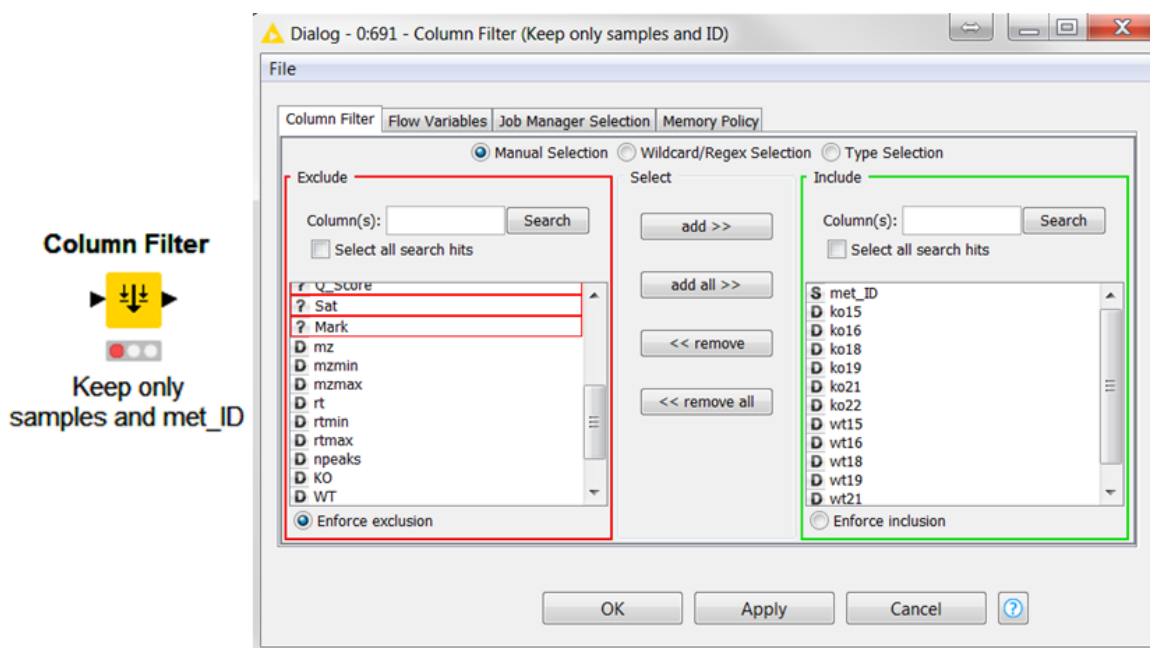 Column Filter
Keep only
samples and met_ID
Dialog - 0:691 - Column Filter (Keep only samples and ID)
File
Column Filter Flow Variables Job Manager Selection Memory Policy
Manual Selection Wildcard/Regex Selection Type Selection
Exclude
Column(s): Search
Select all search hits
? Q_Score
? Sat
? Mark
D mz
D mzmin
D mzmax
D rt
D rtmin
D rtmax
D npeaks
D KO
D WT
Enforce exclusion
Select
add >>
add all >>
<< remove
<< remove all
Include
Column(s): Search
Select all search hits
S met_ID
D ko15
D ko16
D ko18
D ko19
D ko21
D ko22
D wt15
D wt16
D wt18
D wt19
D wt21
Enforce inclusion
OK Apply Cancel ?